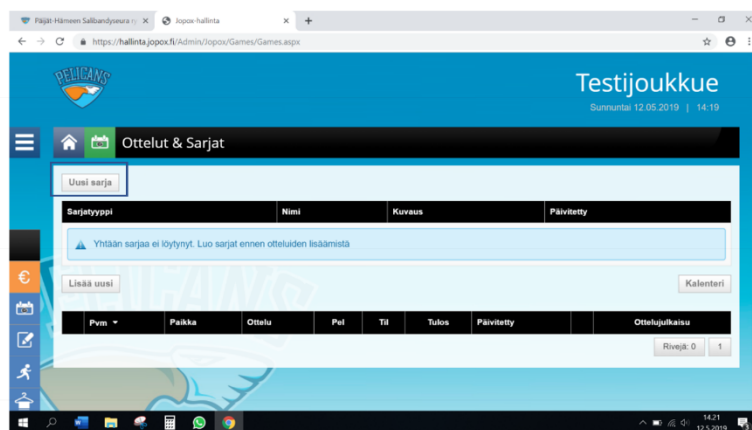 Päijät-Hämeen Salibandyseura ry
Jopox-hallinta
https://hallinta.jopox.fi/Admin/Jopox/Games/Games.aspx
PELICANS
Testijoukkue
Sunnuntai 12.05.2019 | 14:19
Ottelut & Sarjat
Uusi sarja
Sarjatyyppi Nimi Kuvaus Päivitetty
Yhtään sarjaa ei löytynyt. Luo sarjat ennen otteluiden lisäämistä
€
Lisää uusi Kalenteri
Pvm Paikka Ottelu Pel Til Tulos Päivitetty Ottelujulkaisu
Rivejä: 0 1
14.21
12.5.2019